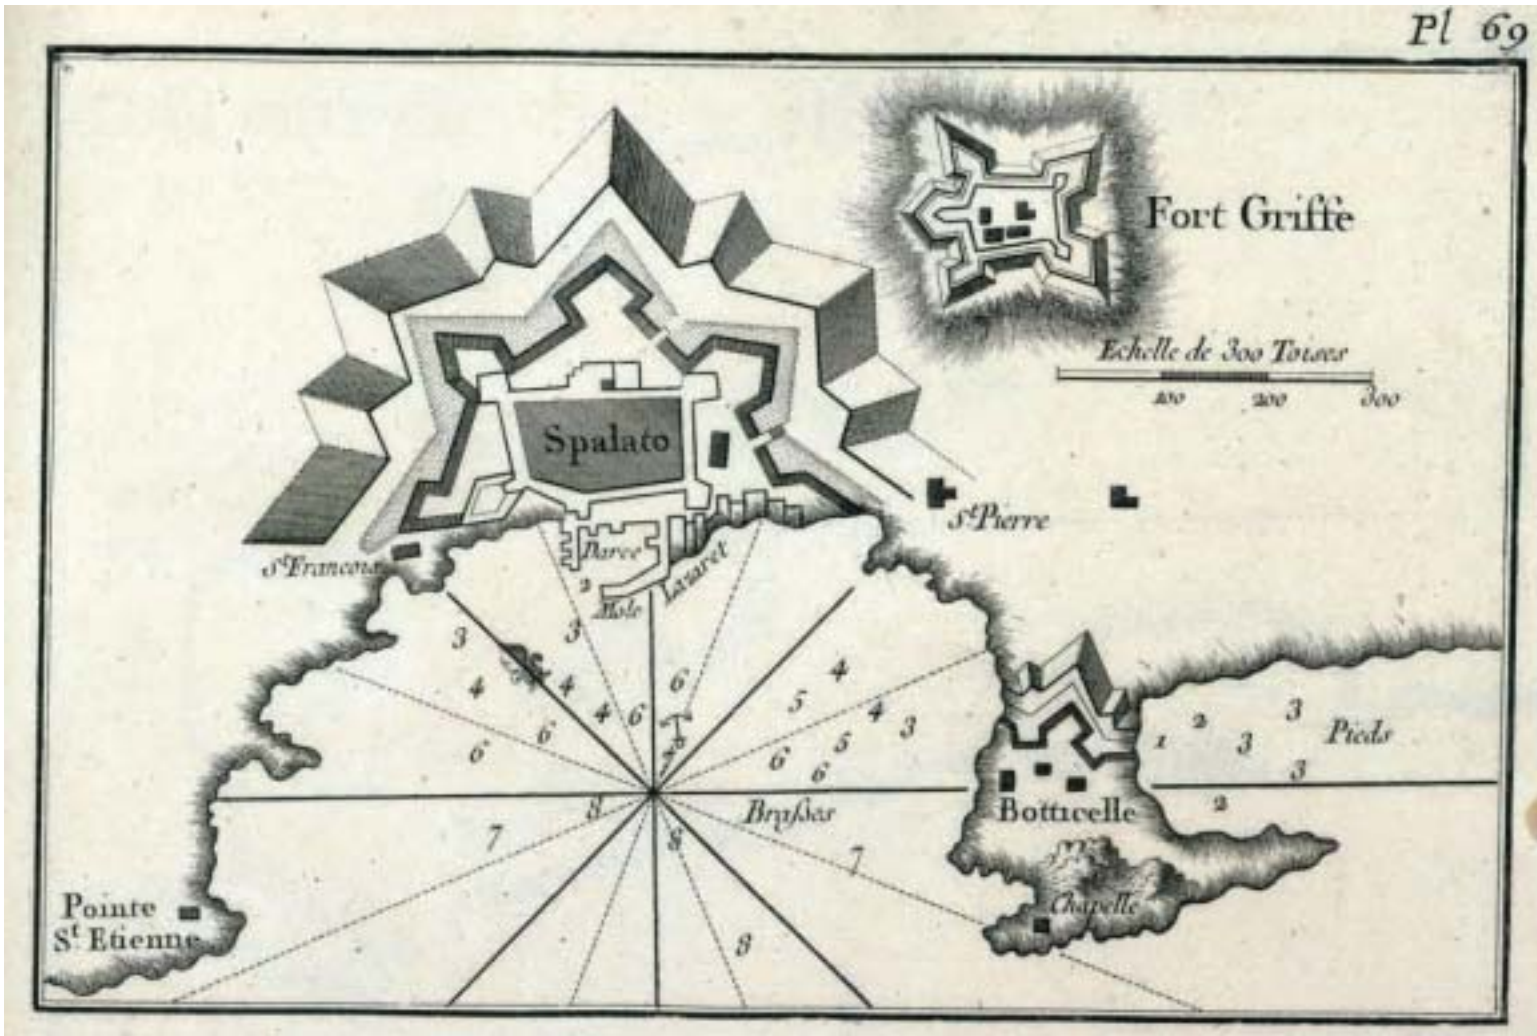 Pl 69
Fort Griffe
Echelle de 300 Toises
100 200 300
Spalato
St Pierre
St Francois
Darce
Lazaret
2
Mole
3
3
4
4
6
4
5
4
6
6
4
3
6
5
6
6
Pieds
1
2
3
3
3
2
Botticelle
Brasses
8
8
7
7
Chapelle
Pointe
St Etienne
8